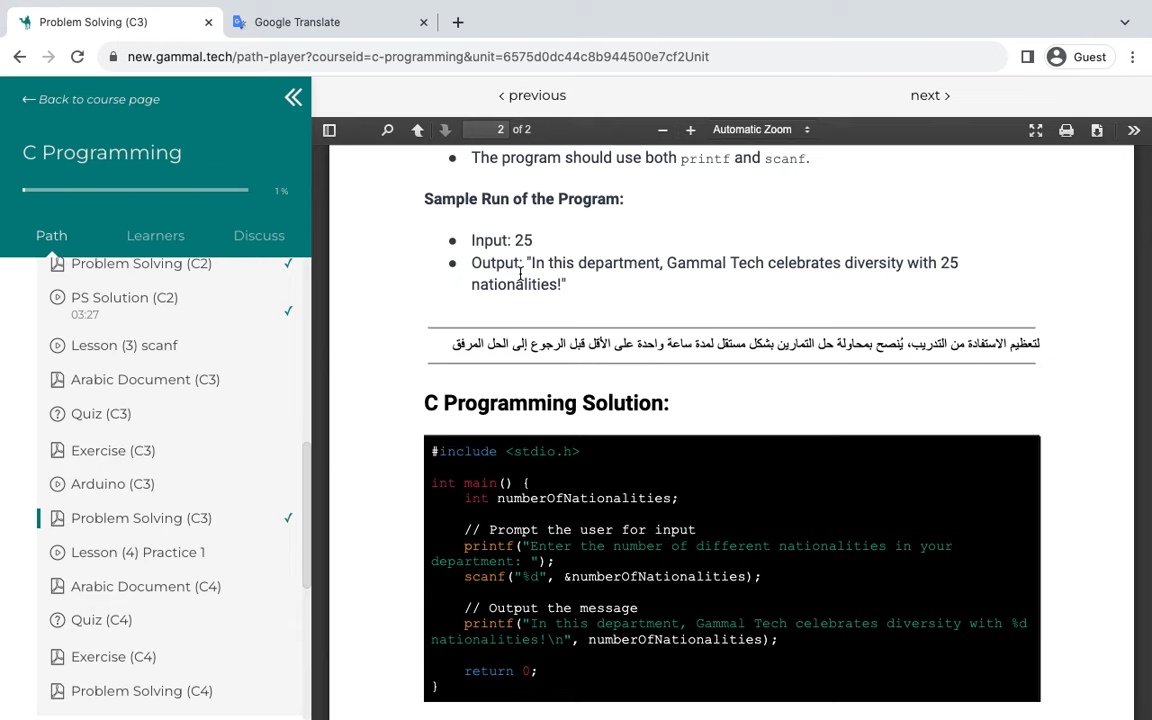 Problem Solving (C3)
Google Translate
new.gammal.tech/path-player?courseid=c-programming&unit=6575d0dc44c8b944500e7cf2Unit
Guest
Back to course page
C Programming
1 %
Path Learners Discuss
Problem Solving (C2)
PS Solution (C2)
03:27
Lesson (3) scanf
Arabic Document (C3)
Quiz (C3)
Exercise (C3)
Arduino (C3)
Problem Solving (C3)
Lesson (4) Practice 1
Arabic Document (C4)
Quiz (C4)
Exercise (C4)
Problem Solving (C4)
‹ previous next ›
2 of 2 Automatic Zoom
● The program should use both printf and scanf.
Sample Run of the Program:
● Input: 25
● Output: "In this department, Gammal Tech celebrates diversity with 25
nationalities!"
لتعظيم الاستفادة من التدريب، يُنصح بمحاولة حل التمارين بشكل مستقل لمدة ساعة واحدة على الأقل قبل الرجوع إلى الحل المرفق
C Programming Solution:
#include <stdio.h>
int main() {
int numberOfNationalities;
// Prompt the user for input
printf("Enter the number of different nationalities in your
department: ");
scanf("%d", &numberOfNationalities);
// Output the message
printf("In this department, Gammal Tech celebrates diversity with %d
nationalities!\n", numberOfNationalities);
return 0;
}